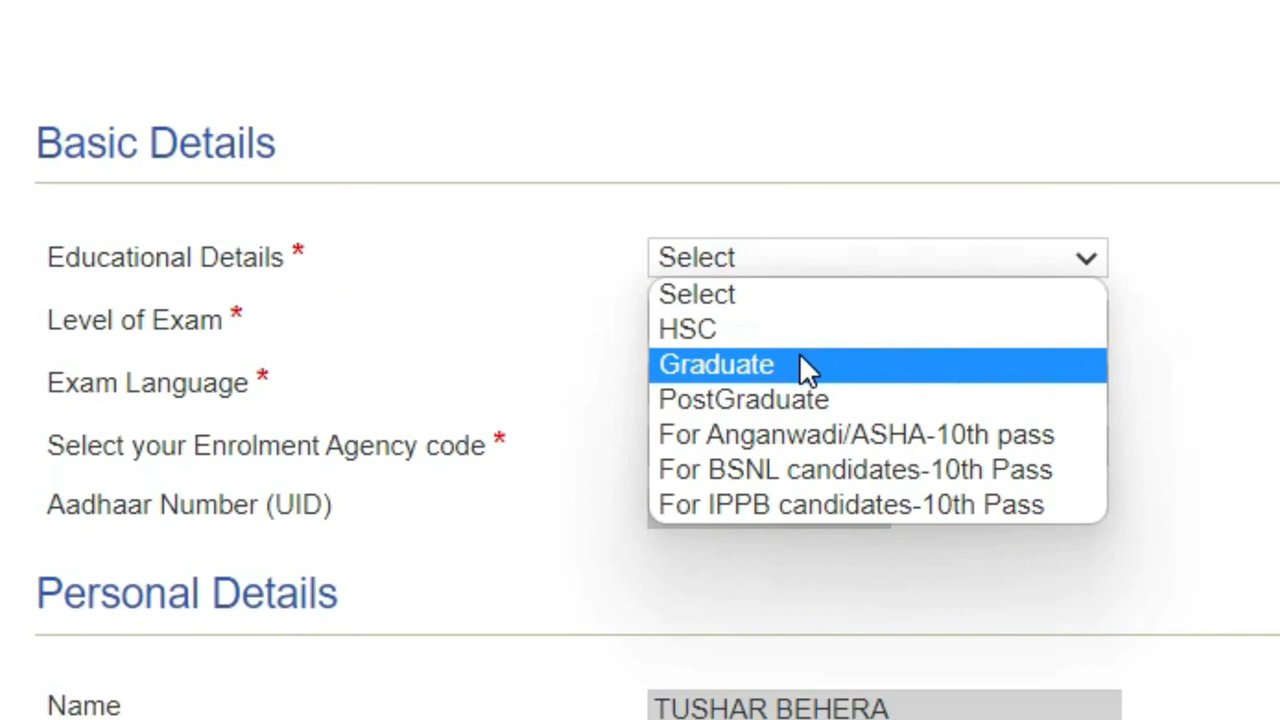 Basic Details
Educational Details *
Select
Select
HSC
Graduate
PostGraduate
For Anganwadi/ASHA-10th pass
For BSNL candidates-10th Pass
For IPPB candidates-10th Pass
Level of Exam *
Exam Language *
Select your Enrolment Agency code *
Aadhaar Number (UID)
Personal Details
Name
TUSHAR BEHERA